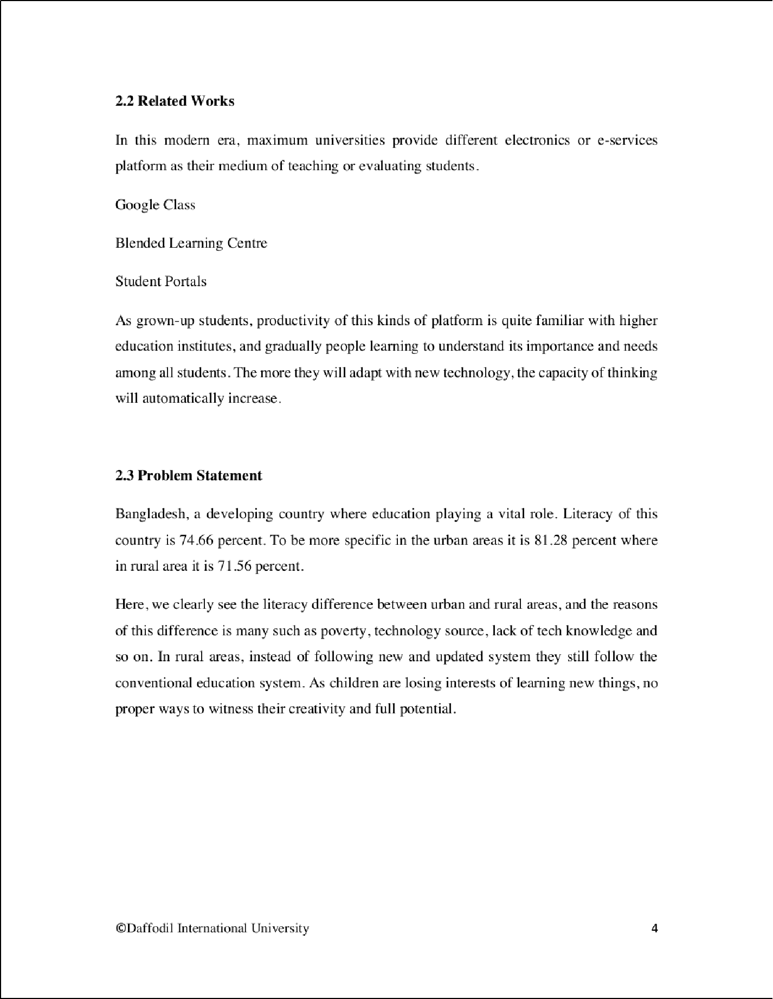 2.2 Related Works
In this modern era, maximum universities provide different electronics or e-services
platform as their medium of teaching or evaluating students.
Google Class
Blended Learning Centre
Student Portals
As grown-up students, productivity of this kinds of platform is quite familiar with higher
education institutes, and gradually people learning to understand its importance and needs
among all students. The more they will adapt with new technology, the capacity of thinking
will automatically increase.
2.3 Problem Statement
Bangladesh, a developing country where education playing a vital role. Literacy of this
country is 74.66 percent. To be more specific in the urban areas it is 81.28 percent where
in rural area it is 71.56 percent.
Here, we clearly see the literacy difference between urban and rural areas, and the reasons
of this difference is many such as poverty, technology source, lack of tech knowledge and
so on. In rural areas, instead of following new and updated system they still follow the
conventional education system. As children are losing interests of learning new things, no
proper ways to witness their creativity and full potential.
©Daffodil International University 4